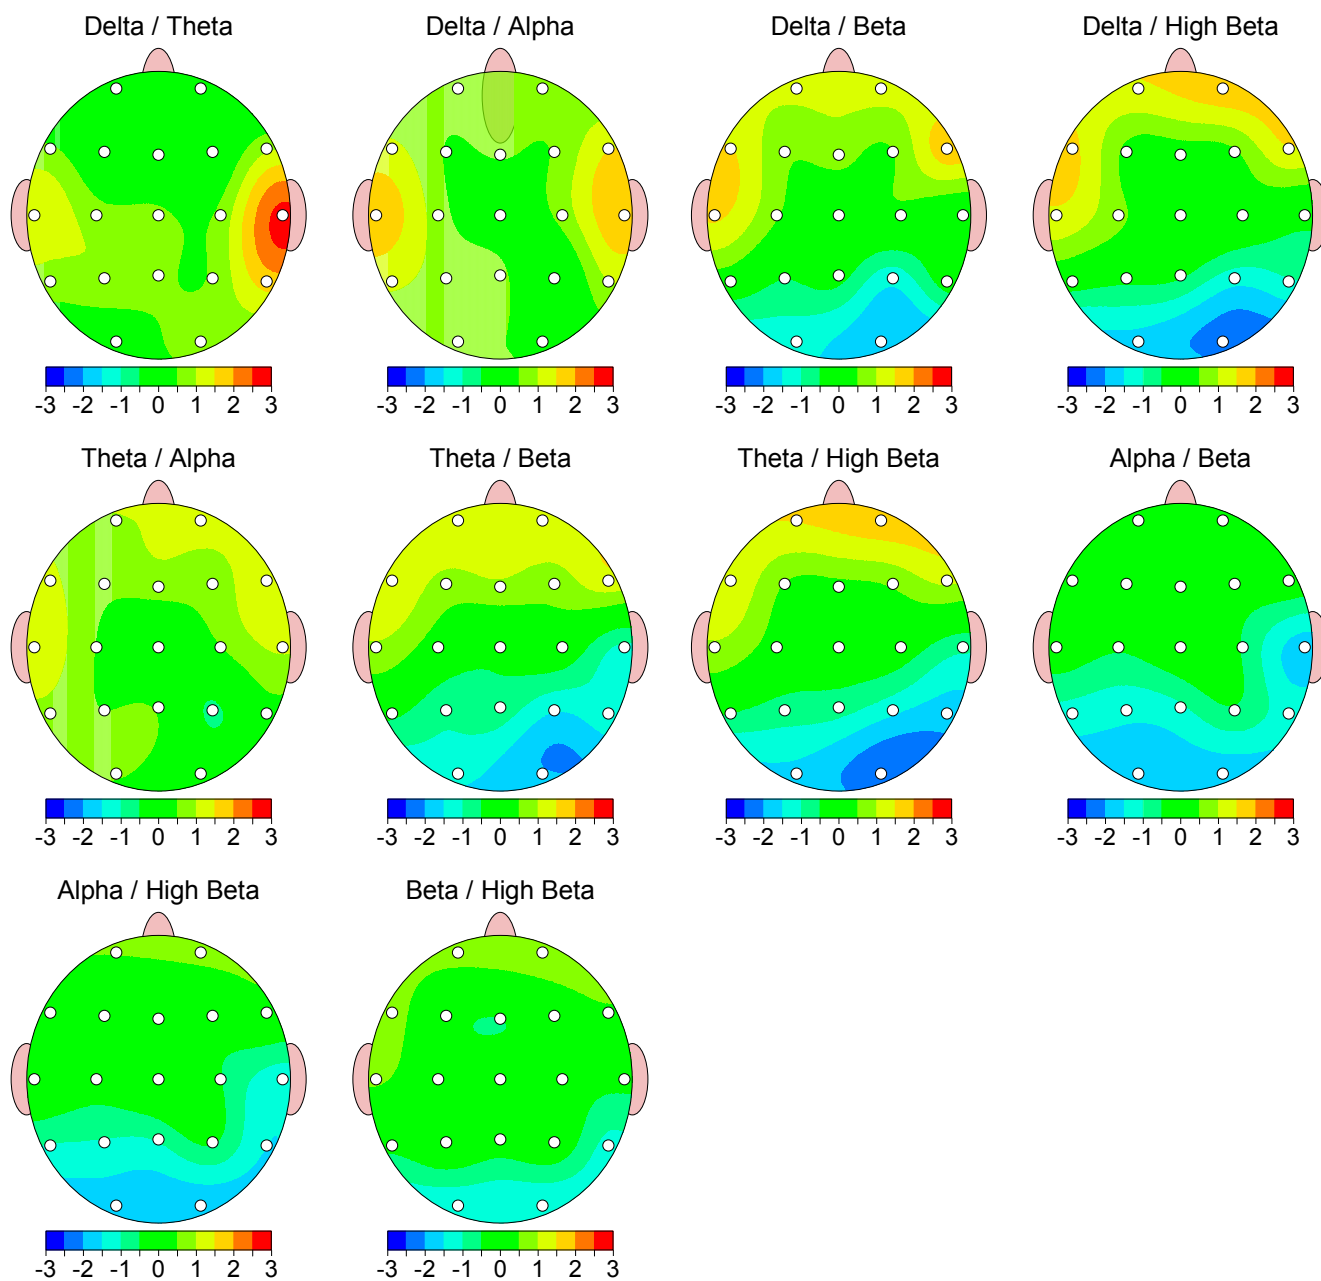 Delta / Theta
Delta / Alpha
Delta / Beta
Delta / High Beta
-3 -2 -1 0 1 2 3
-3 -2 -1 0 1 2 3
-3 -2 -1 0 1 2 3
-3 -2 -1 0 1 2 3
Theta / Alpha
Theta / Beta
Theta / High Beta
Alpha / Beta
-3 -2 -1 0 1 2 3
-3 -2 -1 0 1 2 3
-3 -2 -1 0 1 2 3
-3 -2 -1 0 1 2 3
Alpha / High Beta
Beta / High Beta
-3 -2 -1 0 1 2 3
-3 -2 -1 0 1 2 3